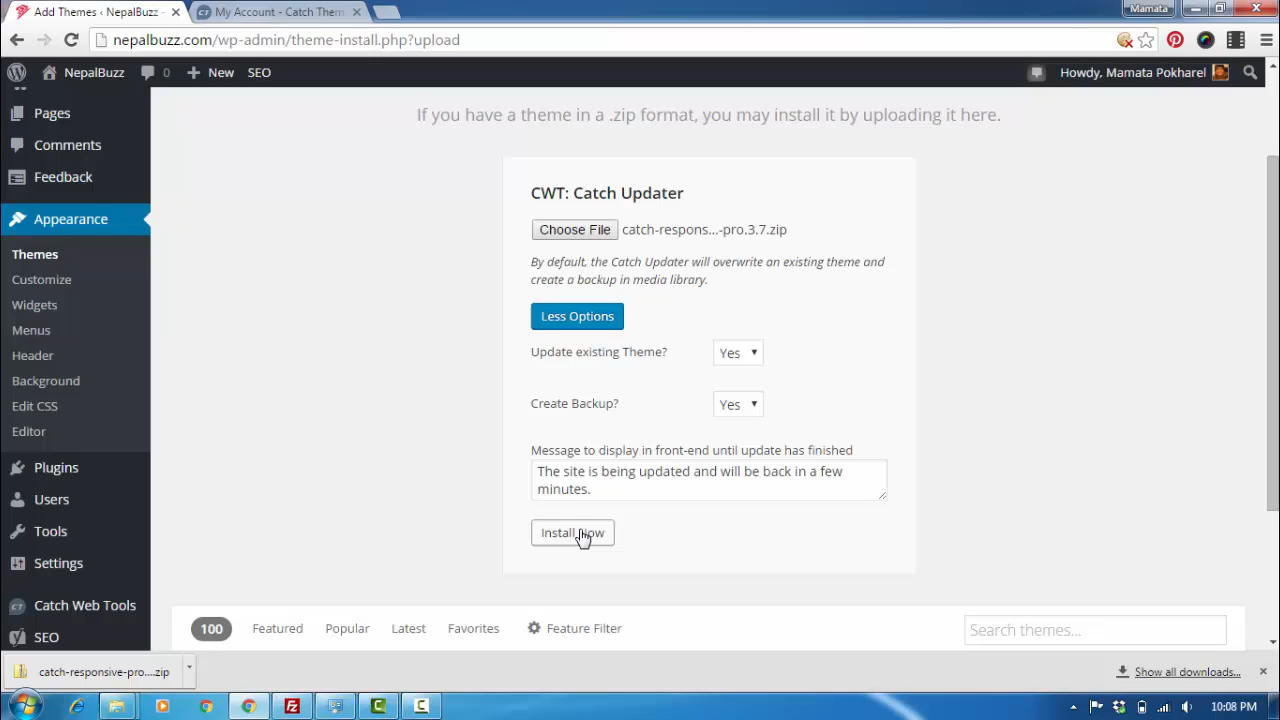 Add Themes ‹ NepalBuzz –
My Account - Catch Them
Mamata
nepalbuzz.com/wp-admin/theme-install.php?upload
NepalBuzz
0
New
SEO
Howdy, Mamata Pokharel
Pages
Comments
Feedback
Appearance
Themes
Customize
Widgets
Menus
Header
Background
Edit CSS
Editor
Plugins
Users
Tools
Settings
Catch Web Tools
SEO
If you have a theme in a .zip format, you may install it by uploading it here.
CWT: Catch Updater
Choose File catch-respons...-pro.3.7.zip
By default, the Catch Updater will overwrite an existing theme and
create a backup in media library.
Less Options
Update existing Theme? Yes
Create Backup? Yes
Message to display in front-end until update has finished
The site is being updated and will be back in a few
minutes.
Install Now
100 Featured Popular Latest Favorites Feature Filter Search themes...
catch-responsive-pro....zip
Show all downloads...
10:08 PM